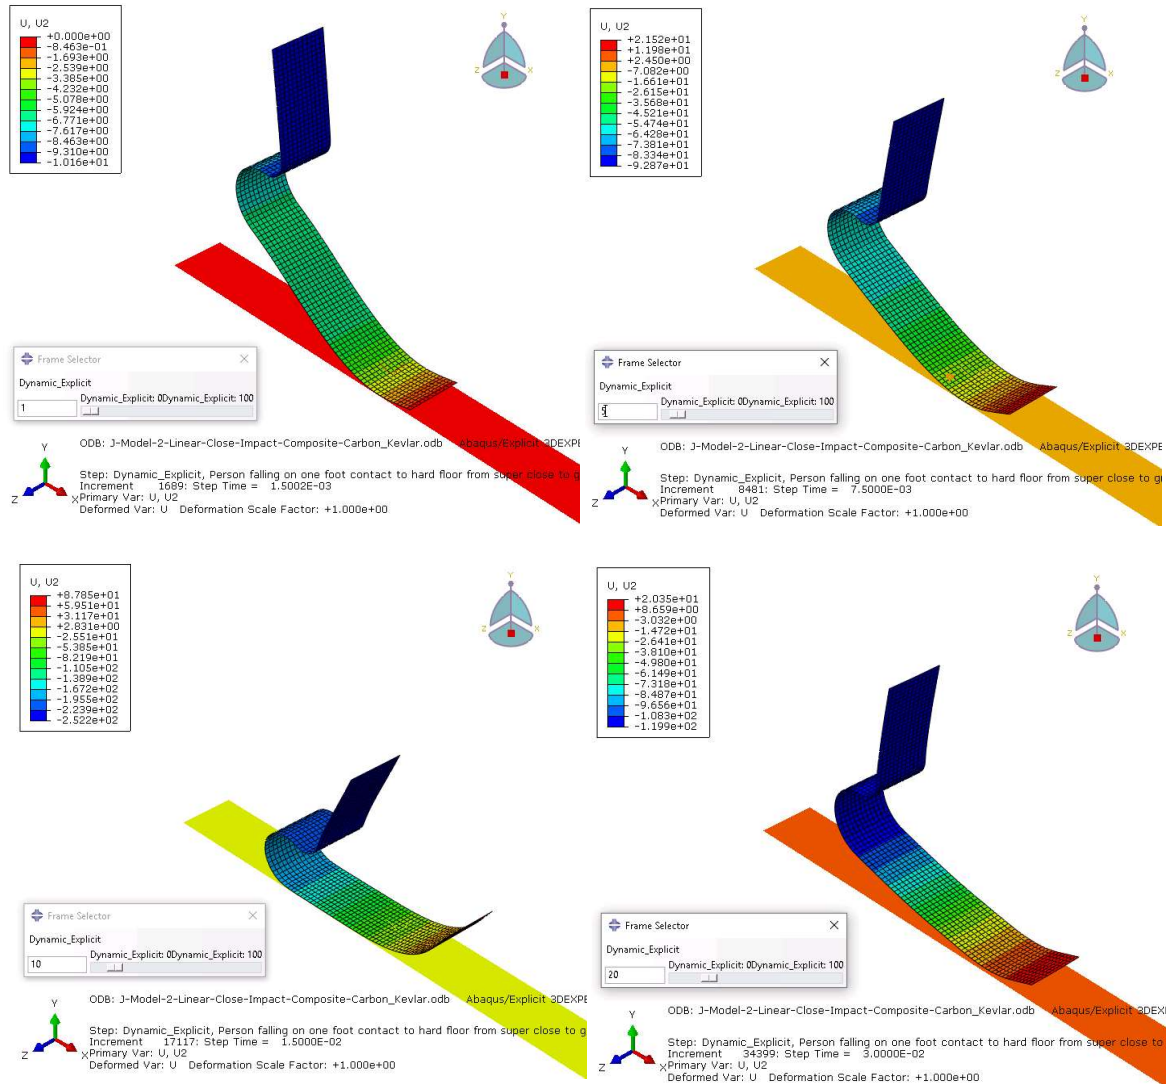 U, U2
+0.000e+00
-8.463e-01
-1.693e+00
-2.539e+00
-3.385e+00
-4.232e+00
-5.078e+00
-5.924e+00
-6.771e+00
-7.617e+00
-8.463e+00
-9.310e+00
-1.016e+01
Y
Z
X
Frame Selector
Dynamic_Explicit
Dynamic_Explicit: 0Dynamic_Explicit: 100
1
Y
Z
X
ODB: J-Model-2-Linear-Close-Impact-Composite-Carbon_Kevlar.odb Abaqus/Explicit 3DEXPE
Step: Dynamic_Explicit, Person falling on one foot contact to hard floor from super close to g
Increment 1689: Step Time = 1.5002E-03
Primary Var: U, U2
Deformed Var: U Deformation Scale Factor: +1.000e+00
U, U2
+2.152e+01
+1.198e+01
+2.450e+00
-7.082e+00
-1.661e+01
-2.615e+01
-3.568e+01
-4.521e+01
-5.474e+01
-6.428e+01
-7.381e+01
-8.334e+01
-9.287e+01
Y
Z
X
Frame Selector
Dynamic_Explicit
Dynamic_Explicit: 0Dynamic_Explicit: 100
5
Y
Z
X
ODB: J-Model-2-Linear-Close-Impact-Composite-Carbon_Kevlar.odb Abaqus/Explicit 3DEX
Step: Dynamic_Explicit, Person falling on one foot contact to hard floor from super close to g
Increment 8481: Step Time = 7.5000E-03
Primary Var: U, U2
Deformed Var: U Deformation Scale Factor: +1.000e+00
U, U2
+8.785e+01
+5.951e+01
+3.117e+01
+2.831e+00
-2.551e+01
-5.385e+01
-8.219e+01
-1.105e+02
-1.389e+02
-1.672e+02
-1.955e+02
-2.239e+02
-2.522e+02
Y
Z
X
Frame Selector
Dynamic_Explicit
Dynamic_Explicit: 0Dynamic_Explicit: 100
10
Y
Z
X
ODB: J-Model-2-Linear-Close-Impact-Composite-Carbon_Kevlar.odb Abaqus/Explicit 3DEXPE
Step: Dynamic_Explicit, Person falling on one foot contact to hard floor from super close to g
Increment 17117: Step Time = 1.5000E-02
Primary Var: U, U2
Deformed Var: U Deformation Scale Factor: +1.000e+00
U, U2
+2.035e+01
+8.659e+00
-3.032e+00
-1.472e+01
-2.641e+01
-3.810e+01
-4.980e+01
-6.149e+01
-7.318e+01
-8.487e+01
-9.656e+01
-1.083e+02
-1.199e+02
Y
Z
X
Frame Selector
Dynamic_Explicit
Dynamic_Explicit: 0Dynamic_Explicit: 100
20
Y
Z
X
ODB: J-Model-2-Linear-Close-Impact-Composite-Carbon_Kevlar.odb Abaqus/Explicit 3DEX
Step: Dynamic_Explicit, Person falling on one foot contact to hard floor from super close to
Increment 34399: Step Time = 3.0000E-02
Primary Var: U, U2
Deformed Var: U Deformation Scale Factor: +1.000e+00